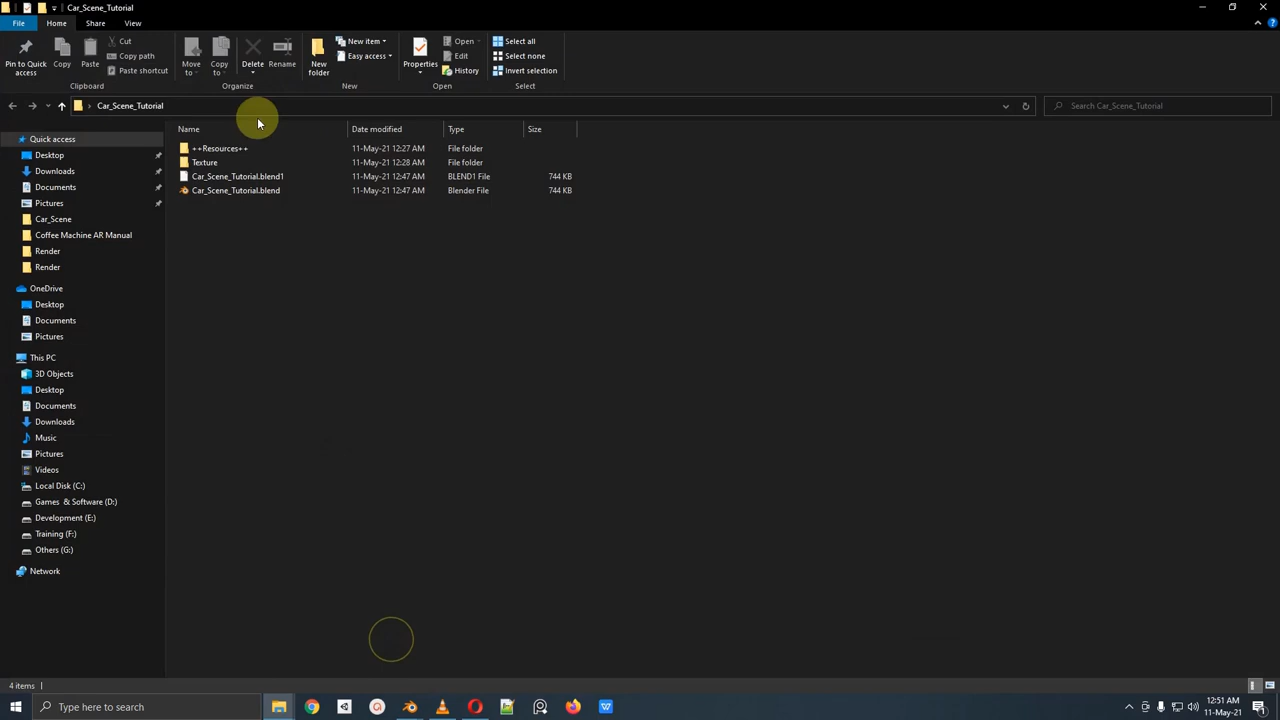 Car_Scene_Tutorial
File Home Share View
Pin to Quick access
Copy
Paste
Cut
Copy path
Paste shortcut
Move to
Copy to
Delete
Rename
New folder
New item
Easy access
Properties
Open
Edit
History
Select all
Select none
Invert selection
Clipboard Organize New Open Select
Car_Scene_Tutorial
Search Car_Scene_Tutorial
Quick access
Desktop
Downloads
Documents
Pictures
Car_Scene
Coffee Machine AR Manual
Render
Render
OneDrive
Desktop
Documents
Pictures
This PC
3D Objects
Desktop
Documents
Downloads
Music
Pictures
Videos
Local Disk (C:)
Games & Software (D:)
Development (E:)
Training (F:)
Others (G:)
Network
Name Date modified Type Size
++Resources++ 11-May-21 12:27 AM File folder
Texture 11-May-21 12:28 AM File folder
Car_Scene_Tutorial.blend1 11-May-21 12:47 AM BLEND1 File 744 KB
Car_Scene_Tutorial.blend 11-May-21 12:47 AM Blender File 744 KB
4 items
Type here to search
12:51 AM
11-May-21
1